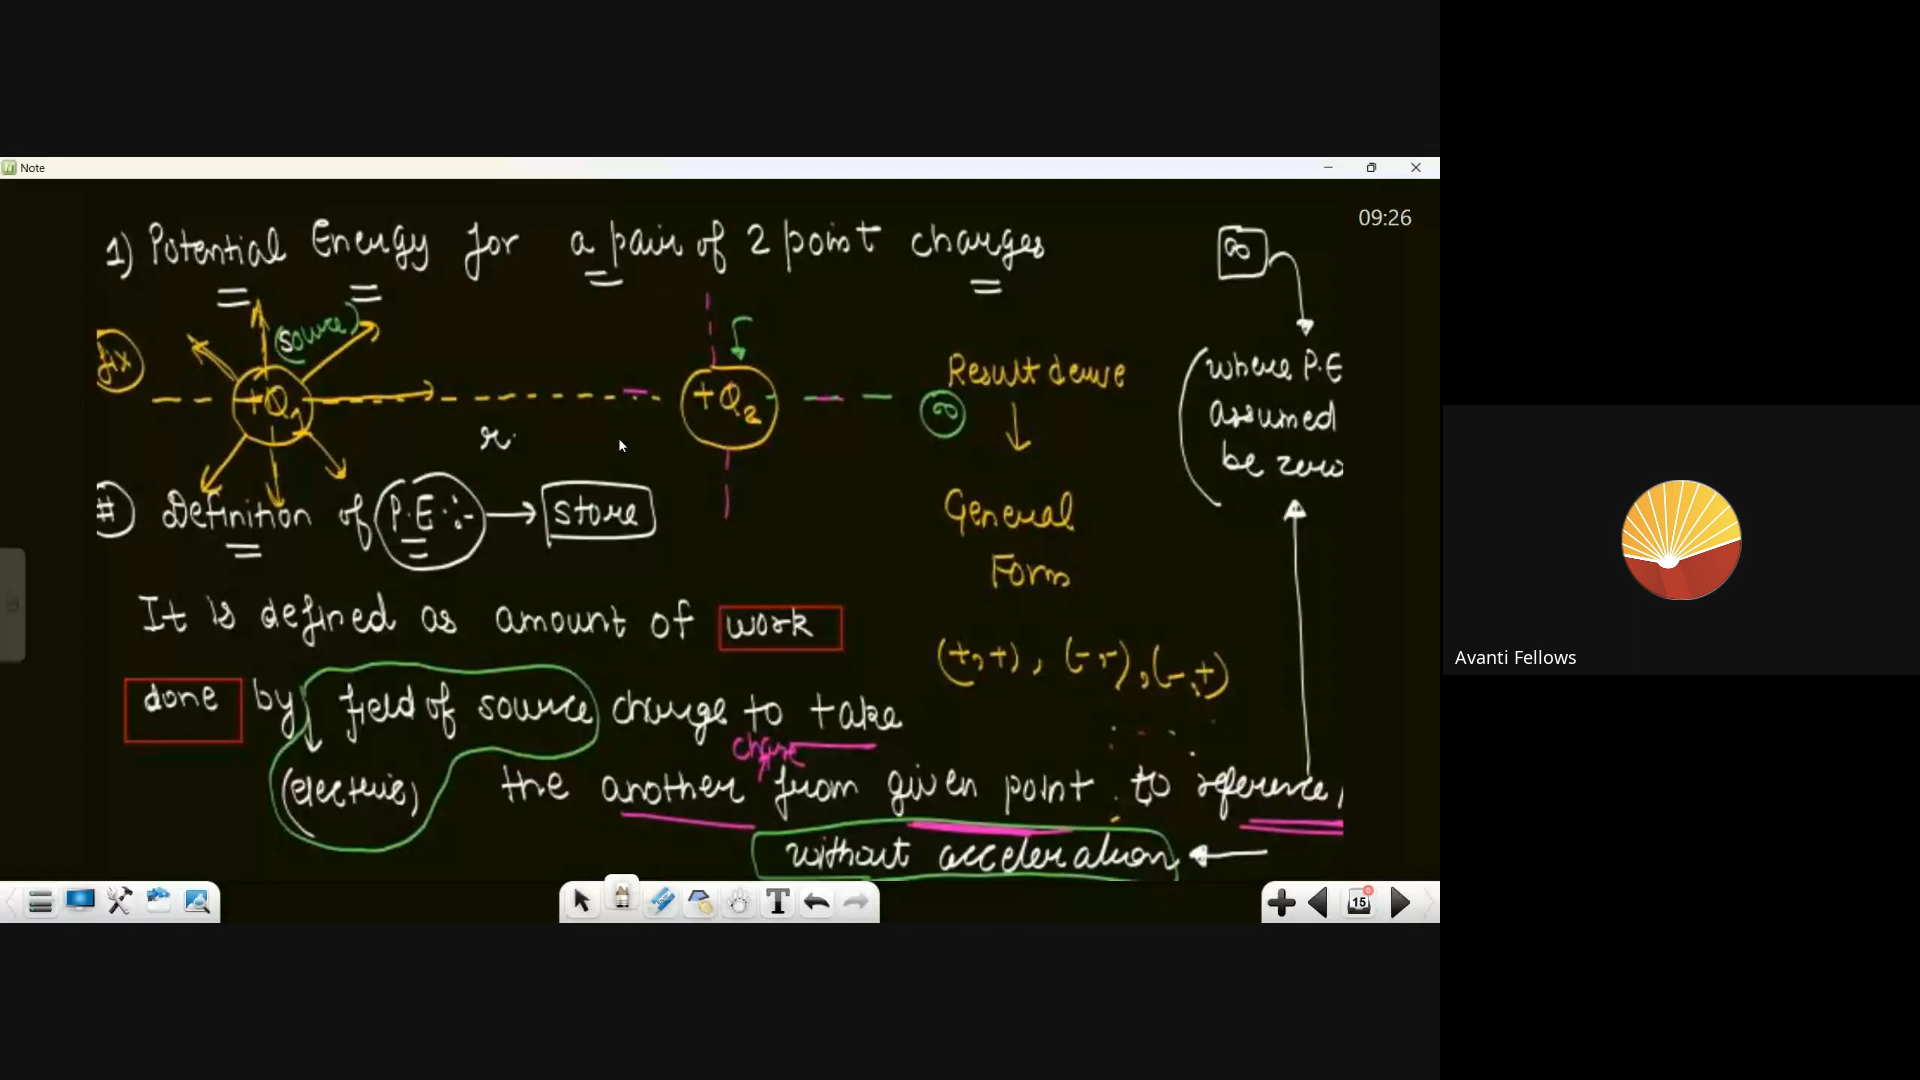 Note
09:26
1) Potential Energy for a pair of 2 point charges
∞
fix
(source)
+Q1
+Q2
r
∞
Result derive
General
Form
(+,+), (-,-), (-,+)
(where P.E
assumed
be zero
#) Definition of P.E :- → store
It is defined as amount of work
done by field of source charge to take
charge
(electric) the another from given point to reference,
without acceleration
15
0
T
Avanti Fellows